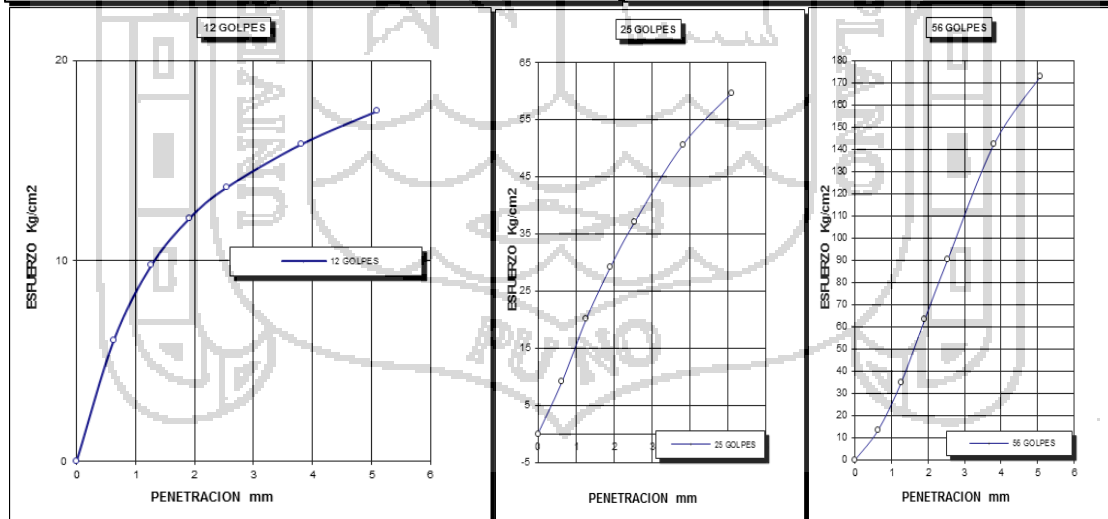 12 GOLPES
20
10
0
0 1 2 3 4 5 6
ESFUERZO Kg/cm2
PENETRACION mm
12 GOLPES
25 GOLPES
65
55
45
35
25
15
5
-5
0 1 2 3
ESFUERZO Kg/cm2
PENETRACION mm
25 GOLPES
56 GOLPES
180
170
160
150
140
130
120
110
100
90
80
70
60
50
40
30
20
10
0
0 1 2 3 4 5 6
ESFUERZO Kg/cm2
PENETRACION mm
56 GOLPES
PUNO